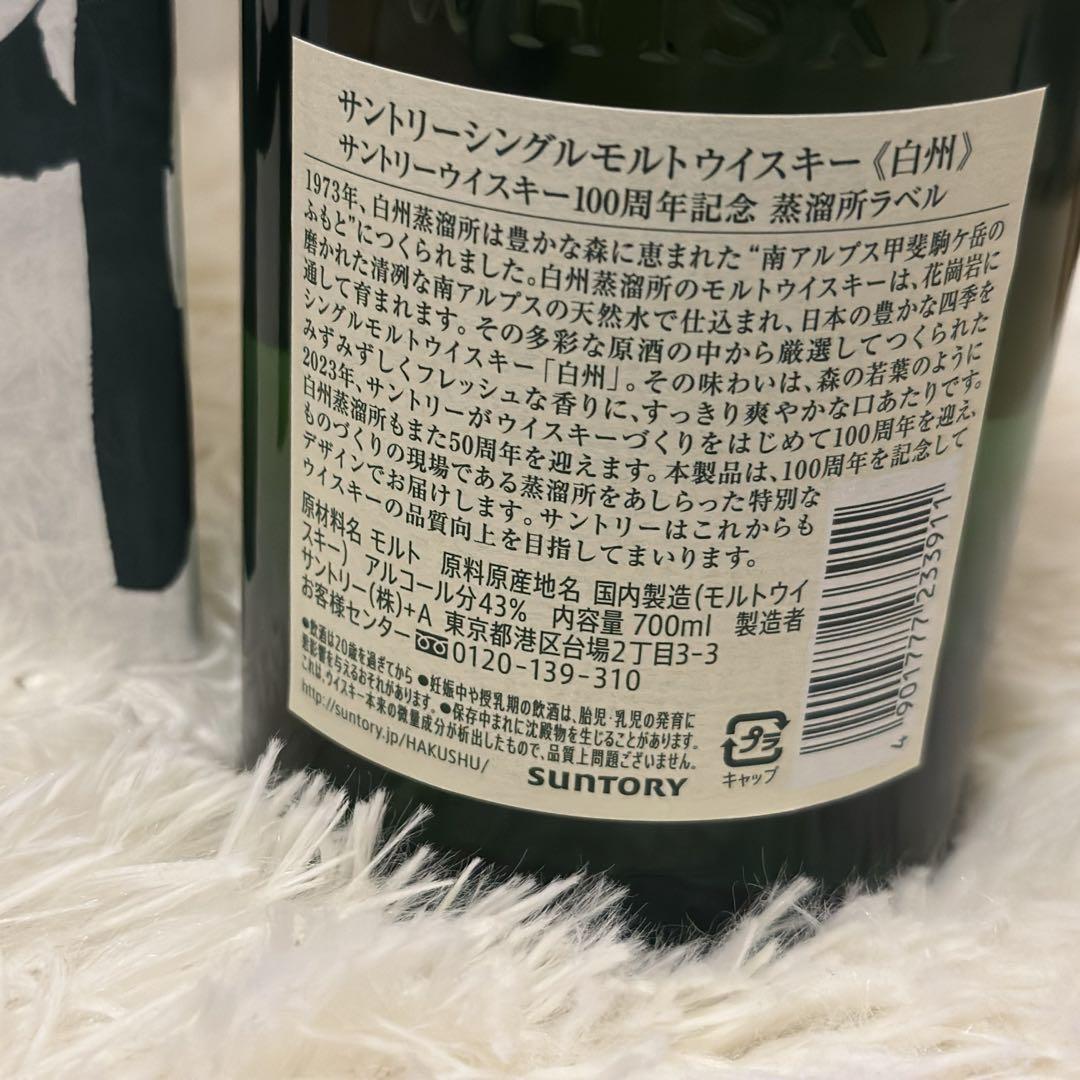 WHISKY
サントリーシングルモルトウイスキー《白州》
サントリーウイスキー100周年記念 蒸溜所ラベル
1973年、白州蒸溜所は豊かな森に恵まれた“南アルプス甲斐駒ケ岳の
ふもと”につくられました。白州蒸溜所のモルトウイスキーは、花崗岩に
磨かれた清冽な南アルプスの天然水で仕込まれ、日本の豊かな四季を
通して育まれます。その多彩な原酒の中から厳選してつくられた
シングルモルトウイスキー「白州」。その味わいは、森の若葉のように
みずみずしくフレッシュな香りに、すっきり爽やかな口あたりです。
2023年、サントリーがウイスキーづくりをはじめて100周年を迎え、
白州蒸溜所もまた50周年を迎えます。本製品は、100周年を記念して
ものづくりの現場である蒸溜所をあしらった特別な
デザインでお届けします。サントリーはこれからも
ウイスキーの品質向上を目指してまいります。
原材料名 モルト 原料原産地名 国内製造(モルトウイ
スキー) アルコール分43% 内容量 700ml 製造者
サントリー(株)+A 東京都港区台場2丁目3-3
お客様センター 0120-139-310
●飲酒は20歳を過ぎてから ●妊娠中や授乳期の飲酒は、胎児・乳児の発育に
悪影響を与えるおそれがあります。●保存中まれに沈殿物を生じることがあります。
これは、ウイスキー本来の微量成分が析出したもので、品質上問題ございません。
http://suntory.jp/HAKUSHU/
SUNTORY
プラ
キャップ
4 901777 233911